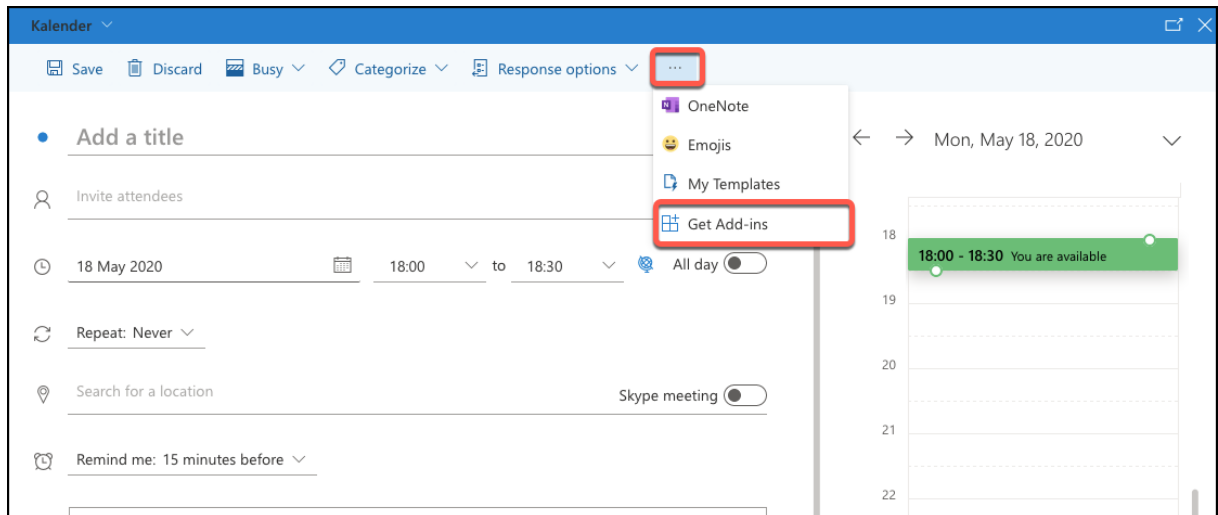 Kalender
Save Discard Busy Categorize Response options ...
OneNote
Emojis
My Templates
Get Add-ins
Add a title
Invite attendees
18 May 2020 18:00 to 18:30 All day
Repeat: Never
Search for a location Skype meeting
Remind me: 15 minutes before
Mon, May 18, 2020
18
18:00 - 18:30 You are available
19
20
21
22